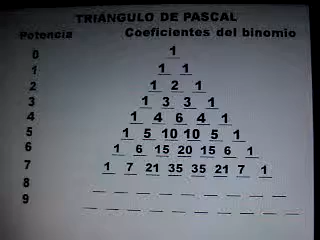 TRIÁNGULO DE PASCAL
Potencia Coeficientes del binomio
0 1
1 1 1
2 1 2 1
3 1 3 3 1
4 1 4 6 4 1
5 1 5 10 10 5 1
6 1 6 15 20 15 6 1
7 1 7 21 35 35 21 7 1
8
9